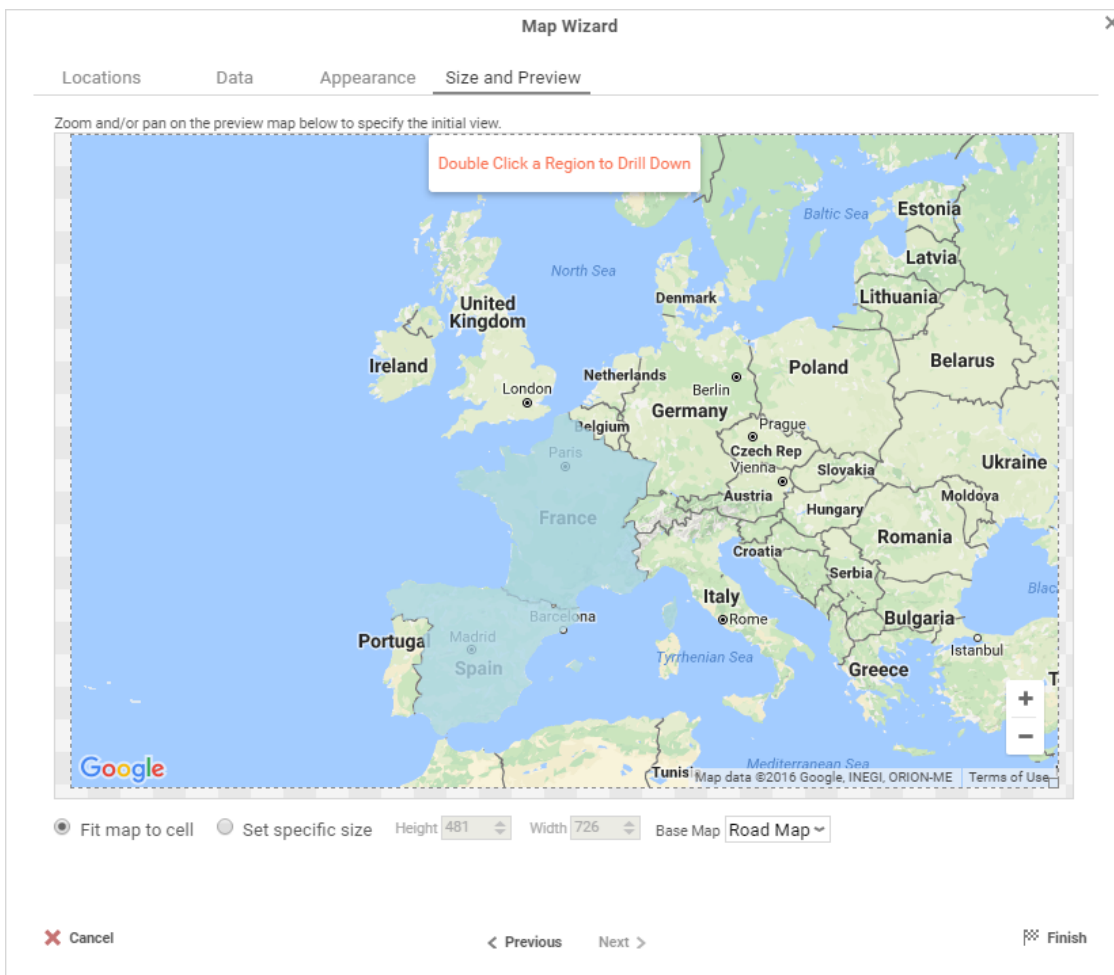 Map Wizard
Locations Data Appearance Size and Preview
Zoom and/or pan on the preview map below to specify the initial view.
Double Click a Region to Drill Down
Baltic Sea
Estonia
Latvia
North Sea
Denmark
Lithuania
United
Kingdom
Ireland
Netherlands
Poland
Belarus
London
Berlin
Germany
Belgium
Prague
Paris
Czech Rep
Vienna
Slovakia
Ukraine
Austria
Moldova
Hungary
France
Romania
Croatia
Serbia
Italy
Blac
Barcelona
Rome
Bulgaria
Portugal
Madrid
Istanbul
Tyrrhenian Sea
Spain
Greece
T
+
−
Google
Mediterranean Sea
Tunisi
Map data ©2016 Google, INEGI, ORION-ME Terms of Use
Fit map to cell Set specific size Height 481 Width 726 Base Map Road Map
Cancel < Previous Next > Finish